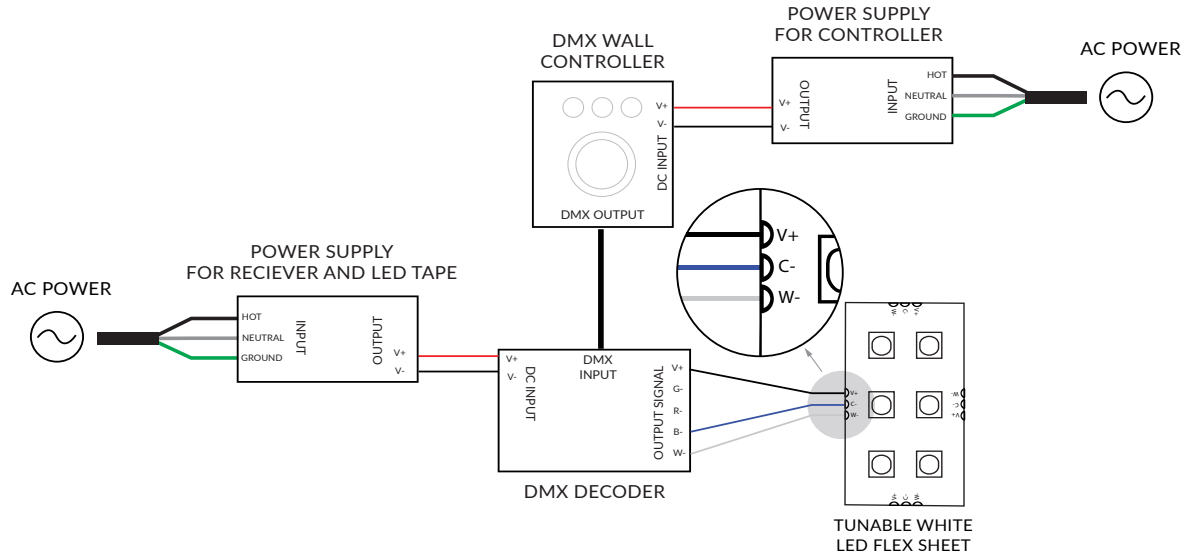 POWER SUPPLY
FOR CONTROLLER
AC POWER
DMX WALL
CONTROLLER
V+
V-
DC INPUT
DMX OUTPUT
V+
V-
OUTPUT
INPUT
HOT
NEUTRAL
GROUND
POWER SUPPLY
FOR RECIEVER AND LED TAPE
AC POWER
HOT
NEUTRAL
GROUND
INPUT
OUTPUT
V+
V-
V+
C-
W-
V+
V-
DC INPUT
DMX
INPUT
OUTPUT SIGNAL
V+
G-
R-
B-
W-
DMX DECODER
W-
C-
V+
V+
C-
W-
W-
C-
V+
V+
C-
W-
TUNABLE WHITE
LED FLEX SHEET